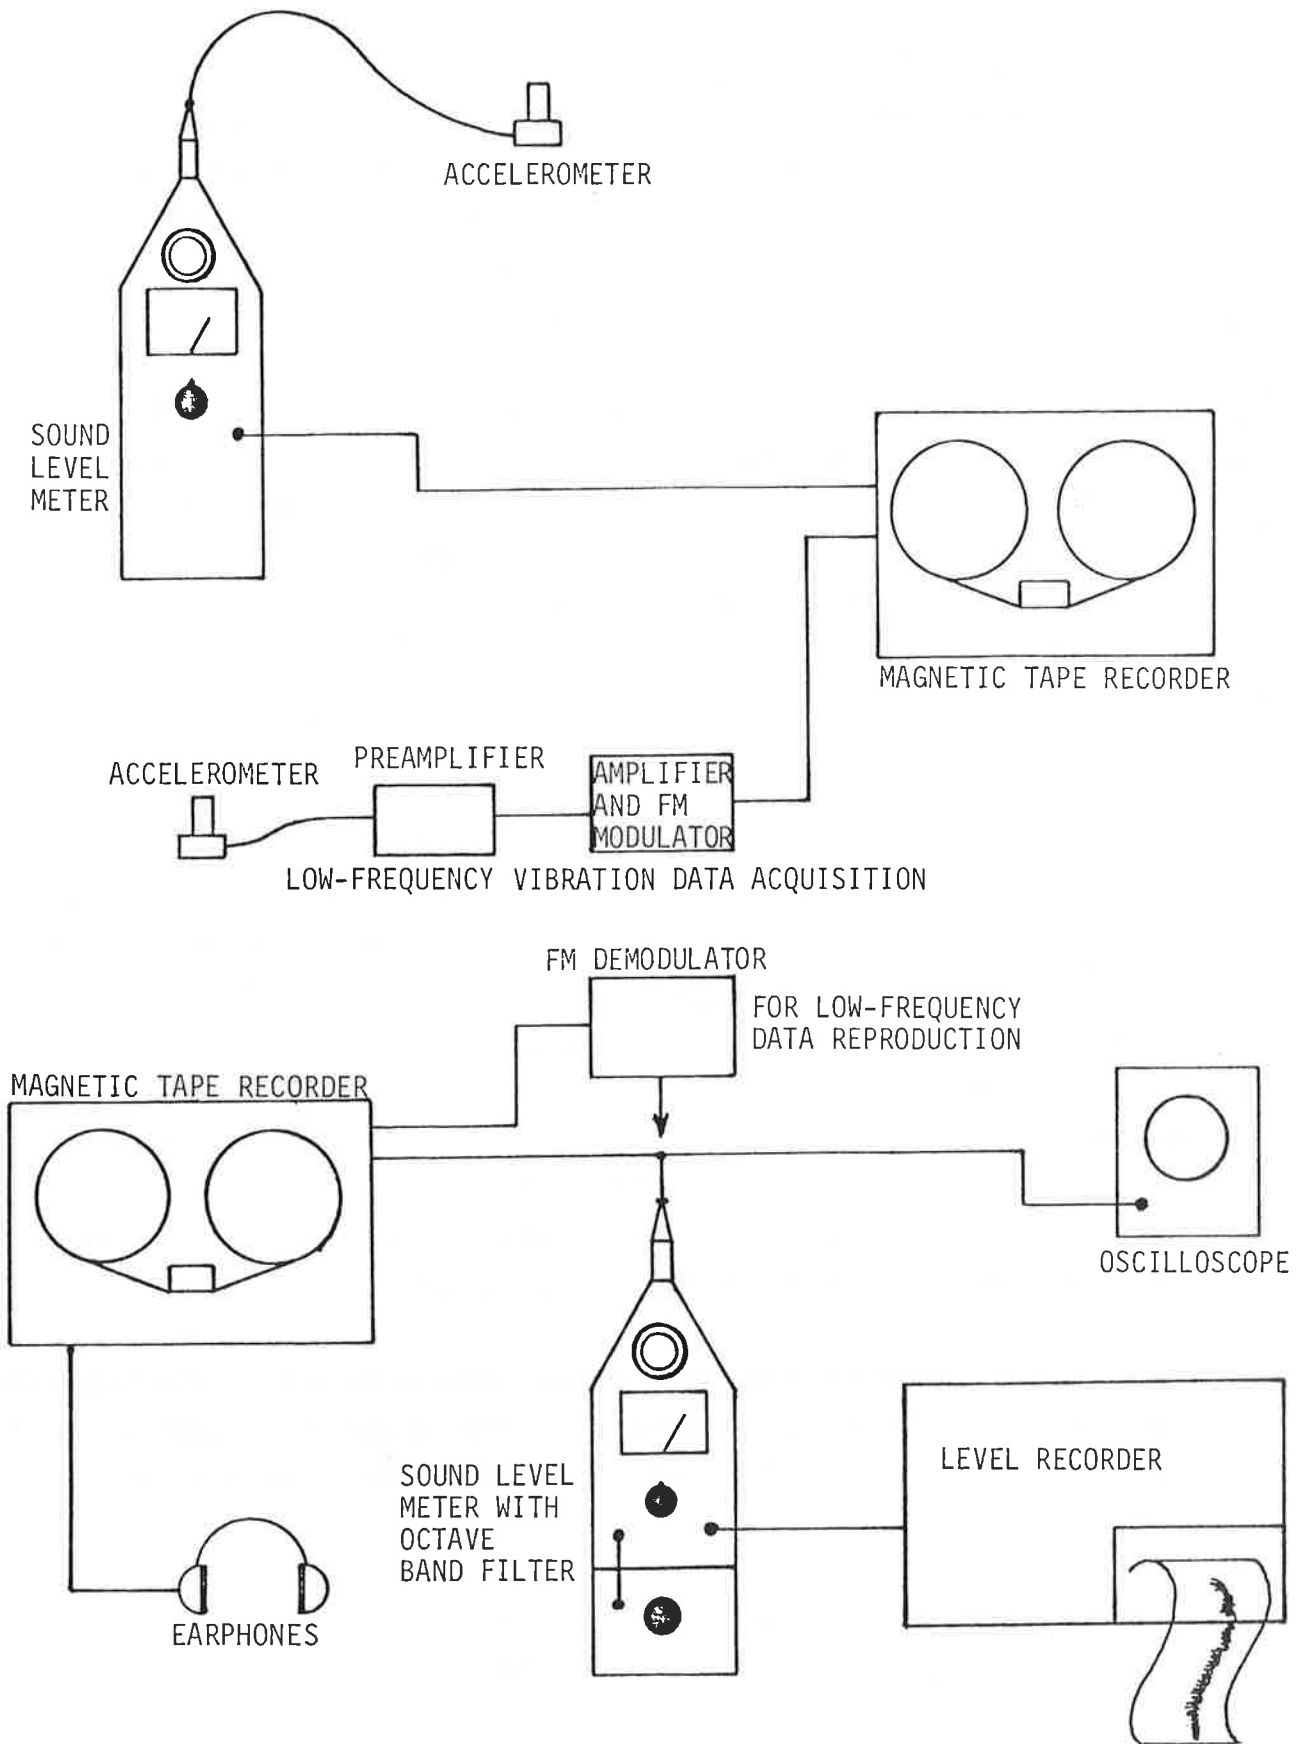 ACCELEROMETER
SOUND
LEVEL
METER
MAGNETIC TAPE RECORDER
ACCELEROMETER
PREAMPLIFIER
AMPLIFIER
AND FM
MODULATOR
LOW-FREQUENCY VIBRATION DATA ACQUISITION
FM DEMODULATOR
FOR LOW-FREQUENCY
DATA REPRODUCTION
MAGNETIC TAPE RECORDER
OSCILLOSCOPE
SOUND LEVEL
METER WITH
OCTAVE
BAND FILTER
LEVEL RECORDER
EARPHONES